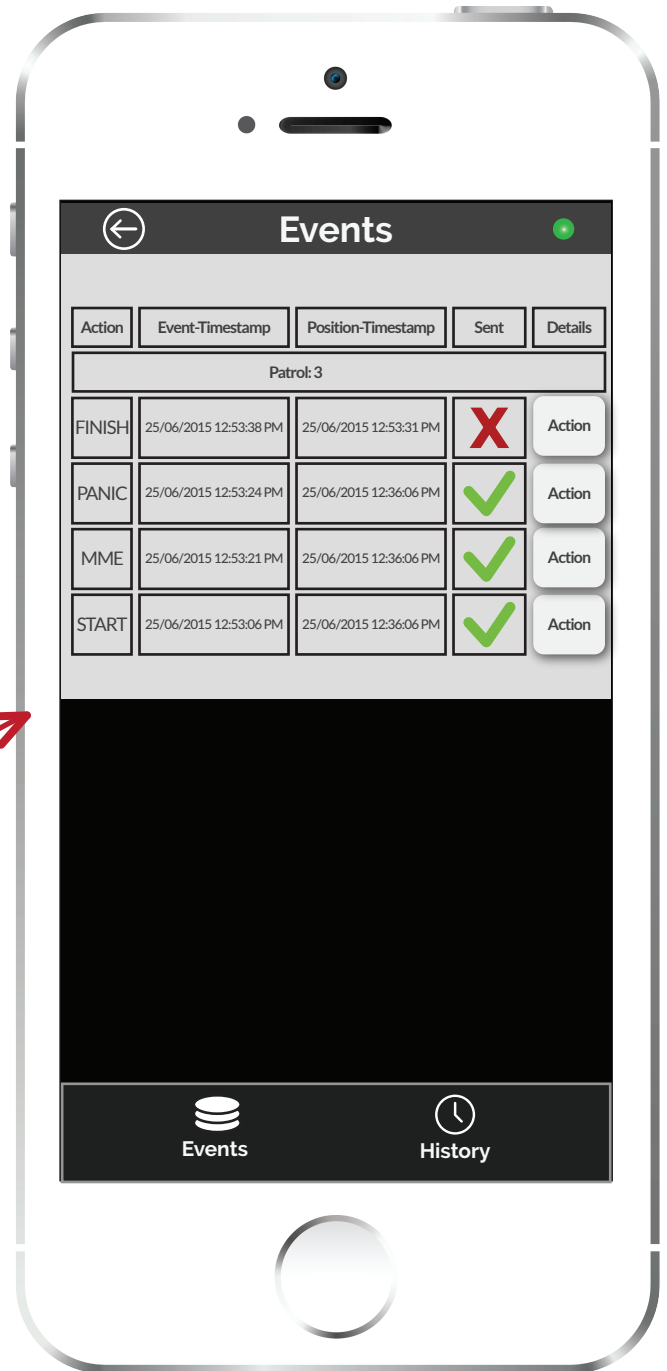 Events
Action Event-Timestamp Position-Timestamp Sent Details
Patrol: 3
FINISH 25/06/2015 12:53:38 PM 25/06/2015 12:53:31 PM X Action
PANIC 25/06/2015 12:53:24 PM 25/06/2015 12:36:06 PM Action
MME 25/06/2015 12:53:21 PM 25/06/2015 12:36:06 PM Action
START 25/06/2015 12:53:06 PM 25/06/2015 12:36:06 PM Action
Events History